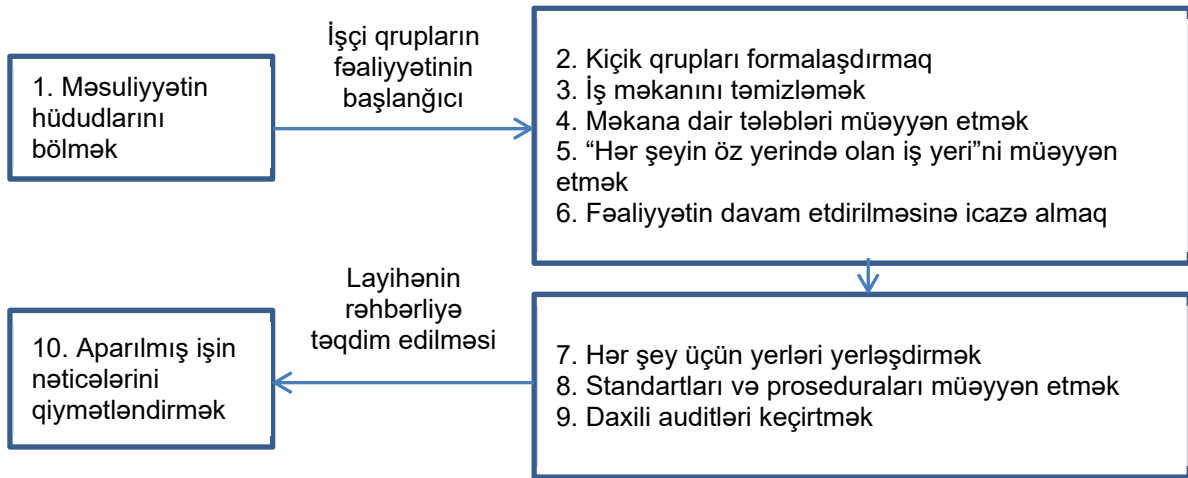 1. Məsuliyyətin
hüdudlarını
bölmək
İşçi qrupların
fəaliyyətinin
başlanğıcı
2. Kiçik qrupları formalaşdırmaq
3. İş məkanını təmizləmək
4. Məkana dair tələbləri müəyyən etmək
5. “Hər şeyin öz yerində olan iş yeri”ni müəyyən
etmək
6. Fəaliyyətin davam etdirilməsinə icazə almaq
7. Hər şey üçün yerləri yerləşdirmək
8. Standartları və proseduraları müəyyən etmək
9. Daxili auditləri keçirtmək
Layihənin
rəhbərliyə
təqdim edilməsi
10. Aparılmış işin
nəticələrini
qiymətləndirmək